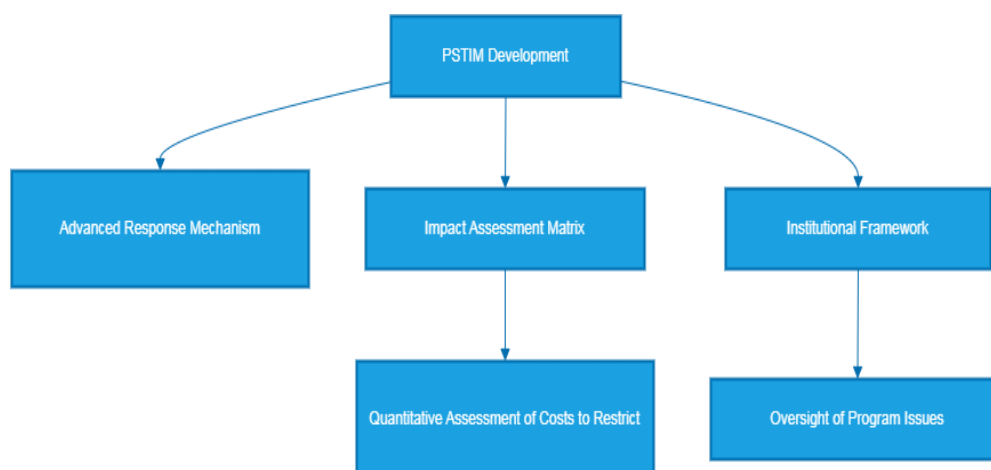 PSTIM Development
Advanced Response Mechanism
Impact Assessment Matrix
Institutional Framework
Quantitative Assessment of Costs to Restrict
Oversight of Program Issues